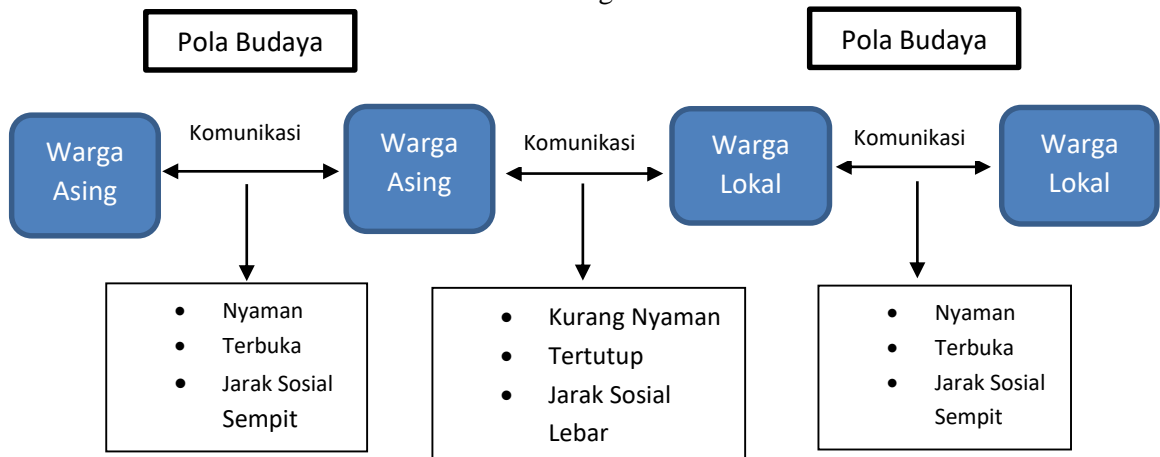 Pola Budaya
Pola Budaya
Warga
Asing
Komunikasi
Warga
Asing
Komunikasi
Warga
Lokal
Komunikasi
Warga
Lokal
• Nyaman
• Terbuka
• Jarak Sosial
Sempit
• Kurang Nyaman
• Tertutup
• Jarak Sosial
Lebar
• Nyaman
• Terbuka
• Jarak Sosial
Sempit